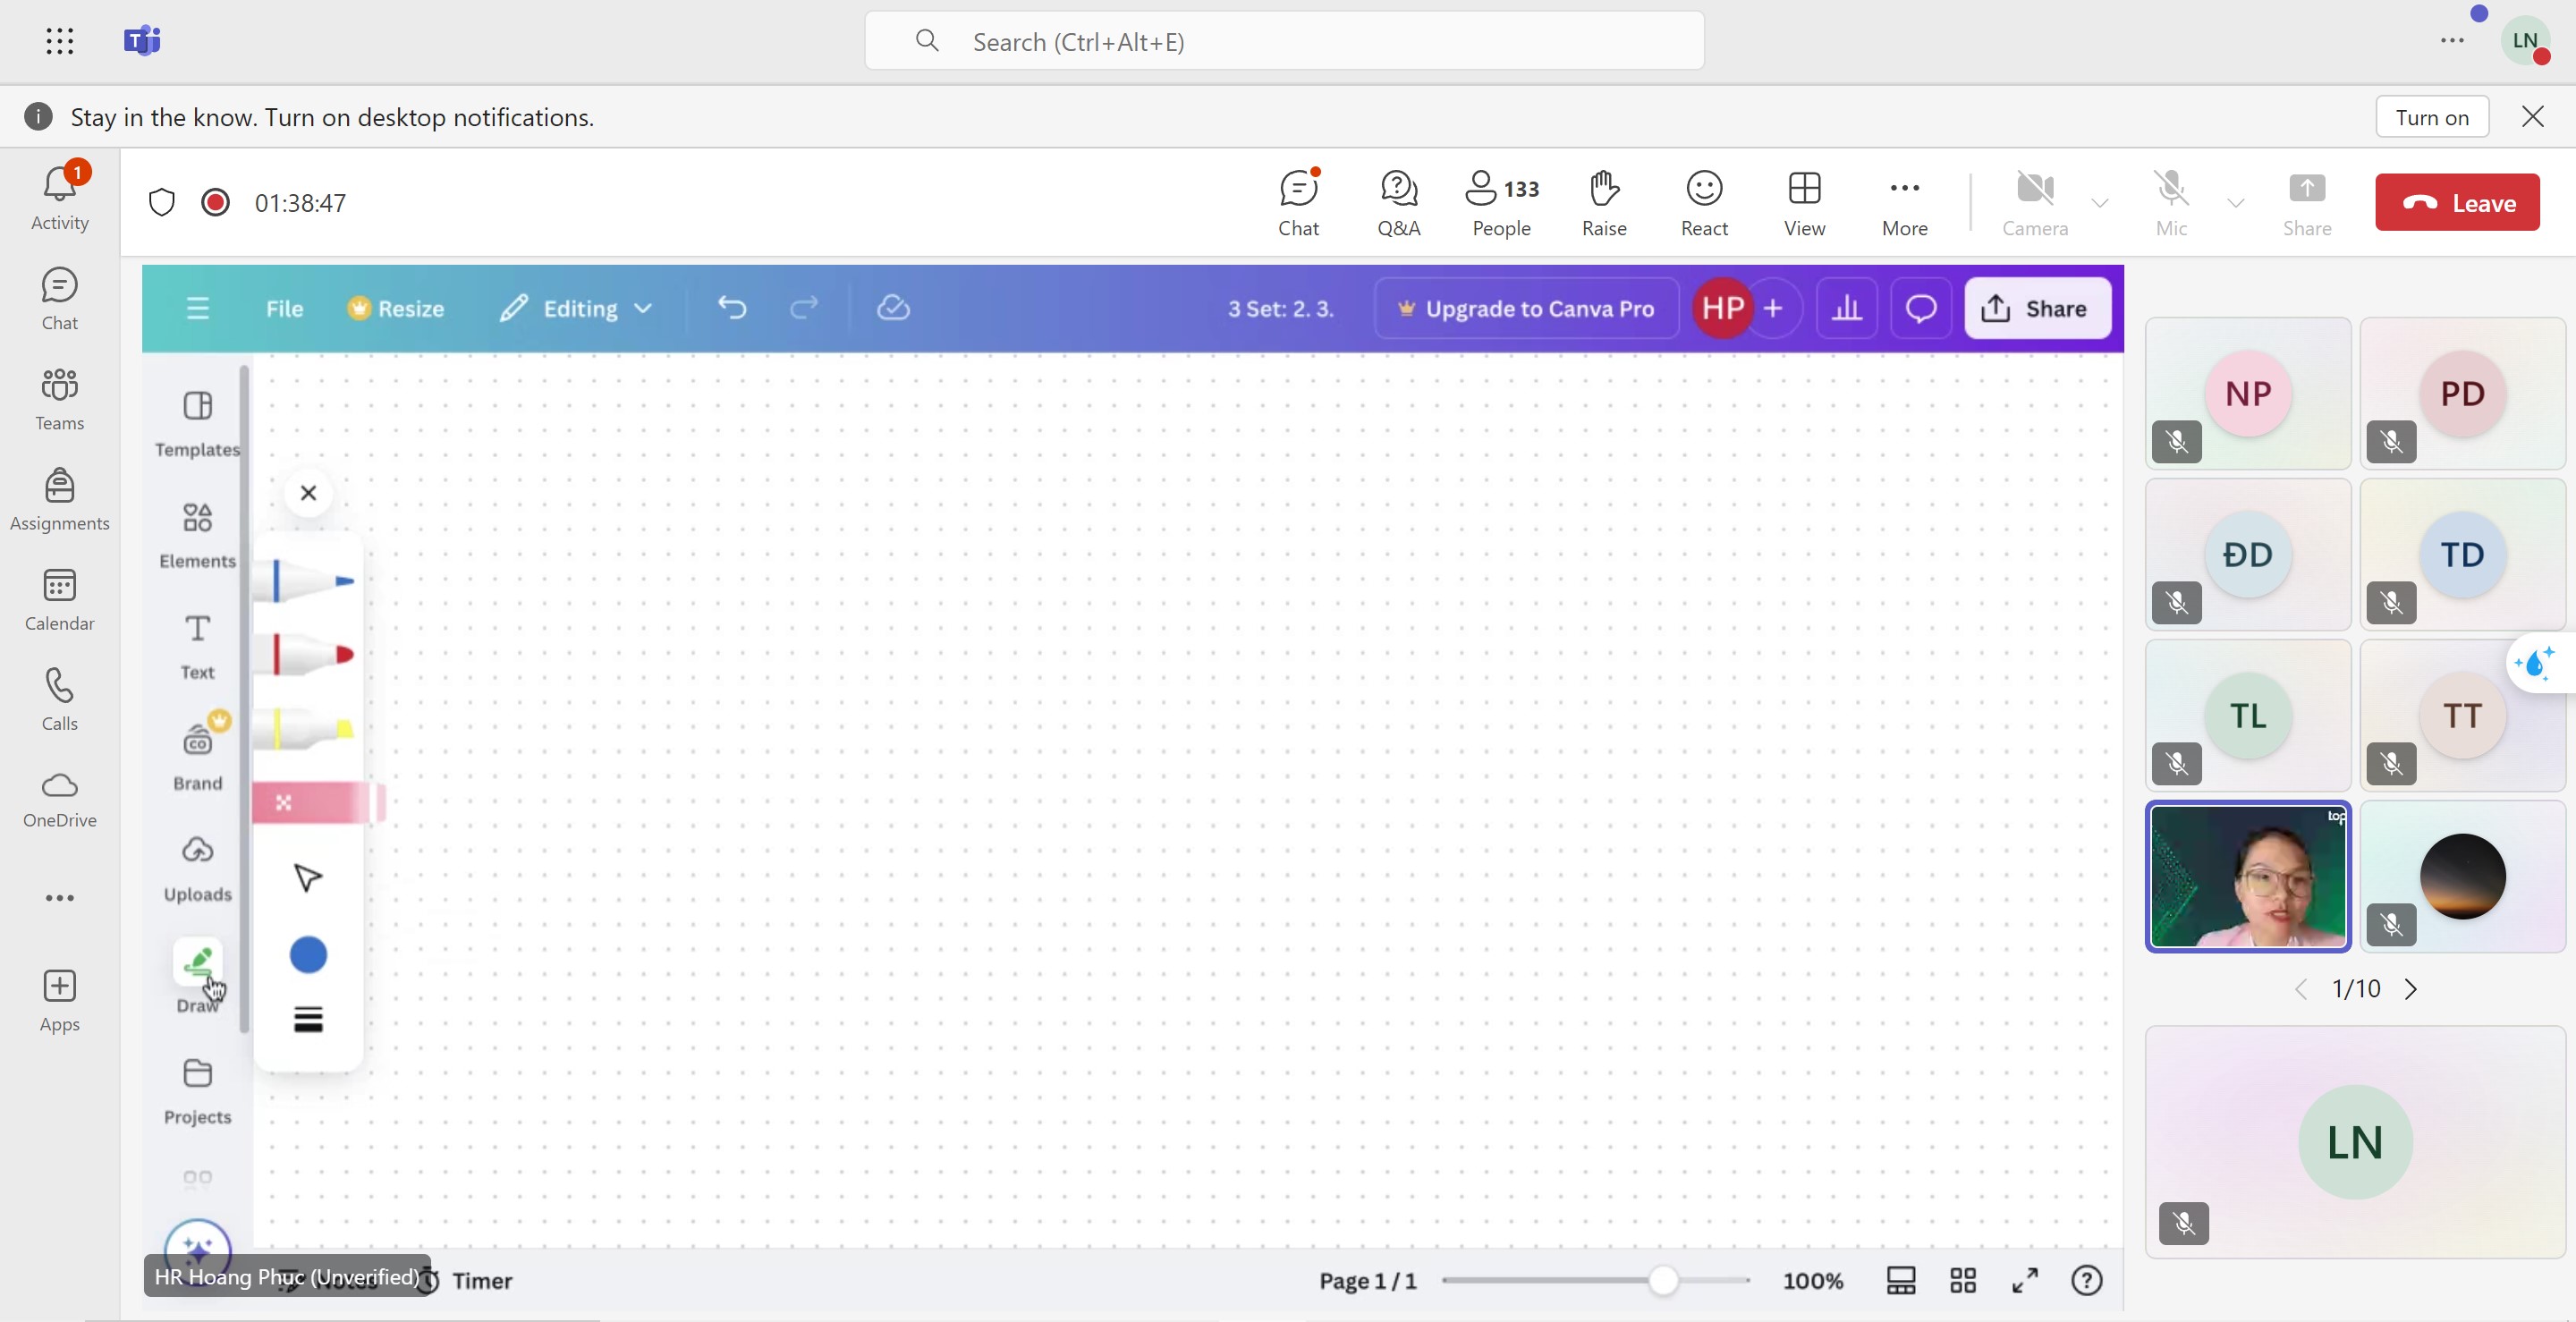 Search (Ctrl+Alt+E)
LN
Stay in the know. Turn on desktop notifications.
Turn on
1
Activity
Chat
Teams
Assignments
Calendar
Calls
OneDrive
Apps
01:38:47
Chat
Q&A
133
People
Raise
React
View
More
Camera
Mic
Share
Leave
File
Resize
Editing
3 Set: 2. 3.
Upgrade to Canva Pro
HP
Share
Templates
Elements
Text
Brand
Uploads
Draw
Projects
HR Hoang Phuc (Unverified)
Timer
Page 1 / 1
100%
NP
PD
ĐD
TD
TL
TT
top
1/10
LN